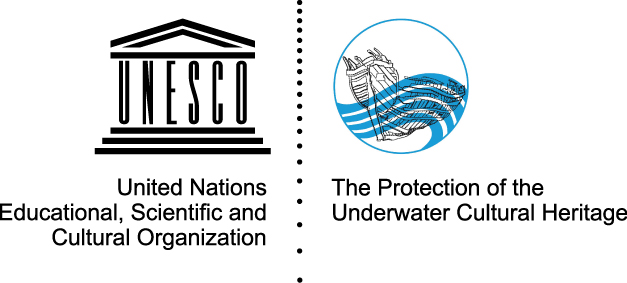 UNESCO
United Nations
Educational, Scientific and
Cultural Organization
The Protection of the
Underwater Cultural Heritage